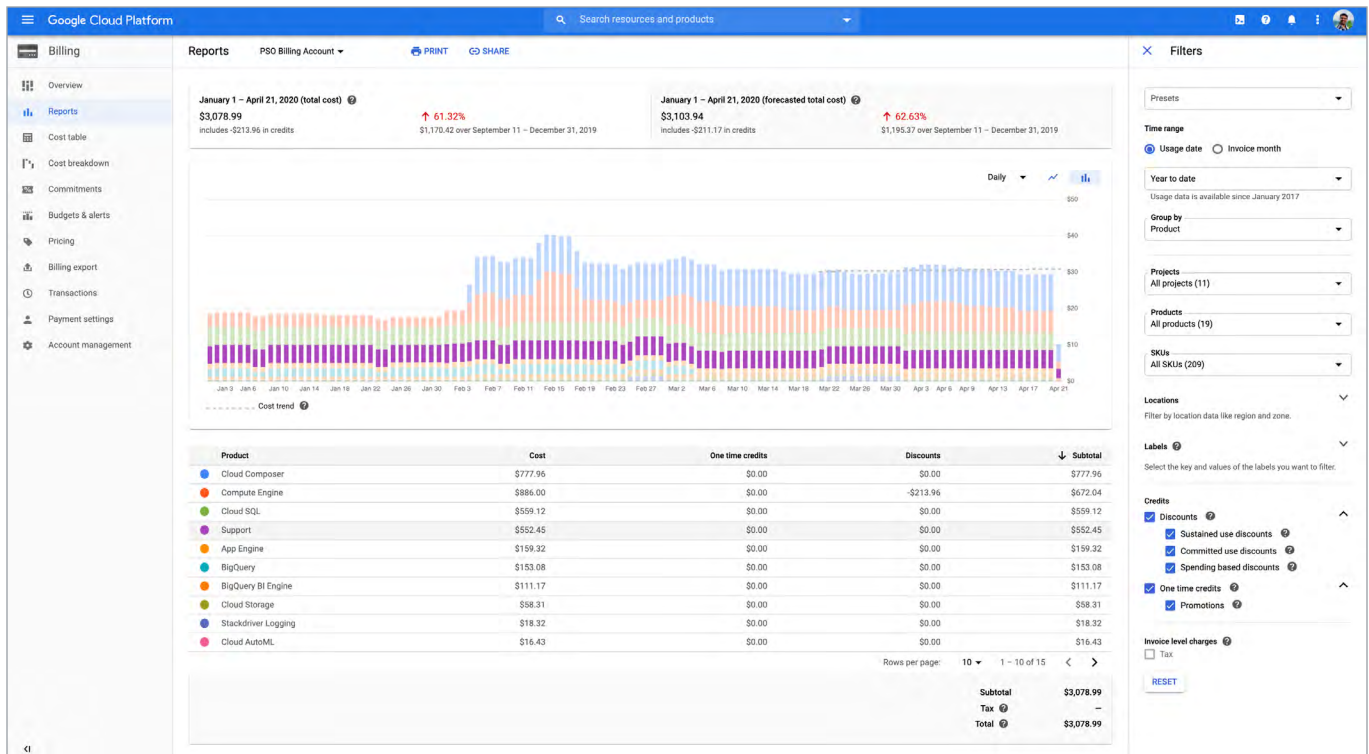 Google Cloud Platform
Search resources and products
Billing
Overview
Reports
Cost table
Cost breakdown
Commitments
Budgets & alerts
Pricing
Billing export
Transactions
Payment settings
Account management
Reports PSO Billing Account PRINT SHARE
January 1 – April 21, 2020 (total cost)
$3,078.99 61.32%
includes -$213.96 in credits $1,170.42 over September 11 – December 31, 2019
January 1 – April 21, 2020 (forecasted total cost)
$3,103.94 62.63%
includes -$211.17 in credits $1,195.37 over September 11 – December 31, 2019
Daily
$50
$40
$30
$20
$10
$0
Jan 3 Jan 6 Jan 10 Jan 14 Jan 18 Jan 22 Jan 26 Jan 30 Feb 3 Feb 7 Feb 11 Feb 15 Feb 19 Feb 23 Feb 27 Mar 2 Mar 6 Mar 10 Mar 14 Mar 18 Mar 22 Mar 26 Mar 30 Apr 3 Apr 6 Apr 9 Apr 13 Apr 17 Apr 21
Cost trend
Product Cost One time credits Discounts Subtotal
Cloud Composer $777.96 $0.00 $0.00 $777.96
Compute Engine $886.00 $0.00 -$213.96 $672.04
Cloud SQL $559.12 $0.00 $0.00 $559.12
Support $552.45 $0.00 $0.00 $552.45
App Engine $159.32 $0.00 $0.00 $159.32
BigQuery $153.08 $0.00 $0.00 $153.08
BigQuery BI Engine $111.17 $0.00 $0.00 $111.17
Cloud Storage $58.31 $0.00 $0.00 $58.31
Stackdriver Logging $18.32 $0.00 $0.00 $18.32
Cloud AutoML $16.43 $0.00 $0.00 $16.43
Rows per page: 10 1 – 10 of 15
Subtotal $3,078.99
Tax –
Total $3,078.99
Filters
Presets
Time range
Usage date Invoice month
Year to date
Usage data is available since January 2017
Group by
Product
Projects
All projects (11)
Products
All products (19)
SKUs
All SKUs (209)
Locations
Filter by location data like region and zone.
Labels
Select the key and values of the labels you want to filter.
Credits
Discounts
Sustained use discounts
Committed use discounts
Spending based discounts
One time credits
Promotions
Invoice level charges
Tax
RESET